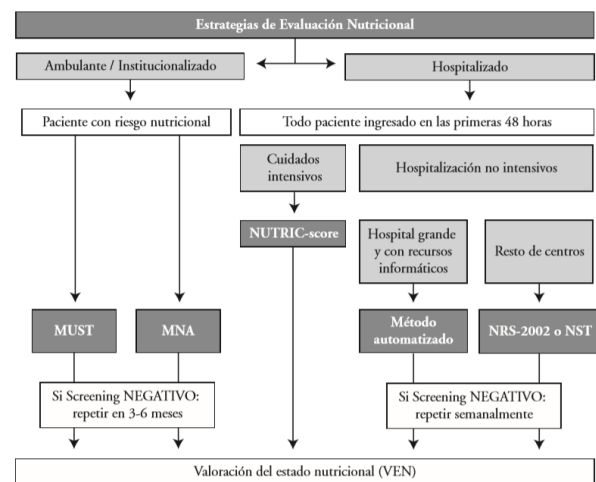 Estrategias de Evaluación Nutricional
Ambulante / Institucionalizado
Hospitalizado
Paciente con riesgo nutricional
Todo paciente ingresado en las primeras 48 horas
Cuidados
intensivos
Hospitalización no intensivos
NUTRIC-score
Hospital grande
y con recursos
informáticos
Resto de centros
MUST
MNA
Método
automatizado
NRS-2002 o NST
Si Screening NEGATIVO:
repetir en 3-6 meses
Si Screening NEGATIVO:
repetir semanalmente
Valoración del estado nutricional (VEN)